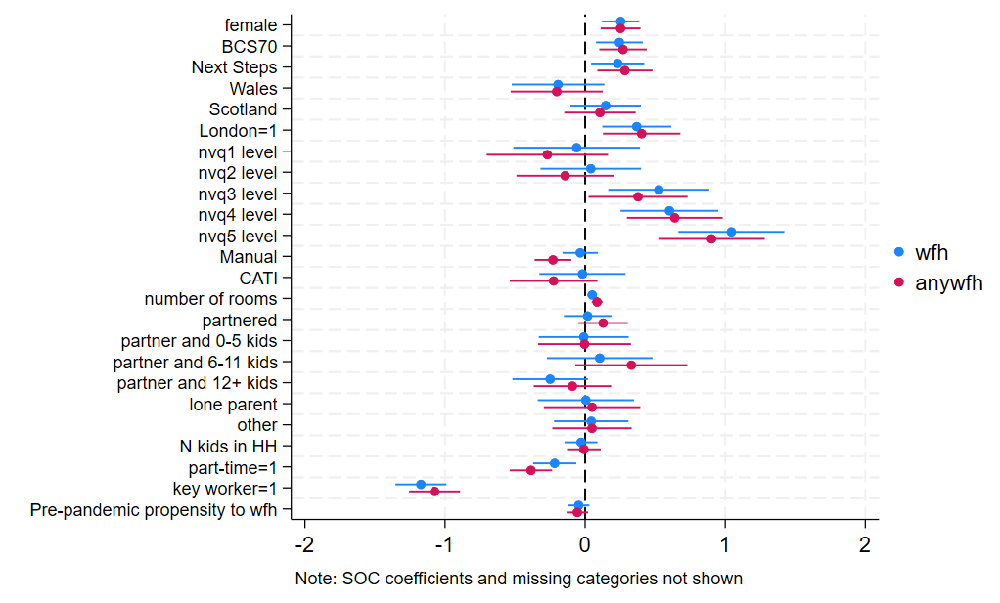 female
BCS70
Next Steps
Wales
Scotland
London=1
nvq1 level
nvq2 level
nvq3 level
nvq4 level
nvq5 level
Manual
CATI
number of rooms
partnered
partner and 0-5 kids
partner and 6-11 kids
partner and 12+ kids
lone parent
other
N kids in HH
part-time=1
key worker=1
Pre-pandemic propensity to wfh
-2 -1 0 1 2
Note: SOC coefficients and missing categories not shown
wfh
anywfh